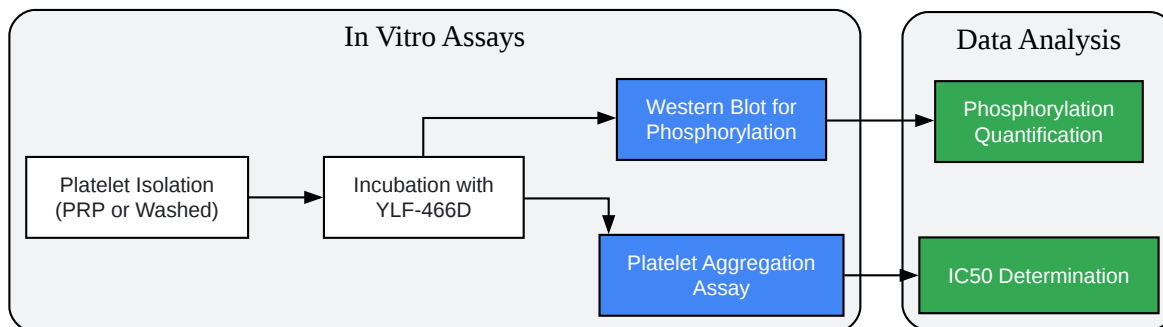 In Vitro Assays
Data Analysis
Western Blot for
Phosphorylation
Phosphorylation
Quantification
Platelet Isolation
(PRP or Washed)
Incubation with
YLF-466D
Platelet Aggregation
Assay
IC50 Determination